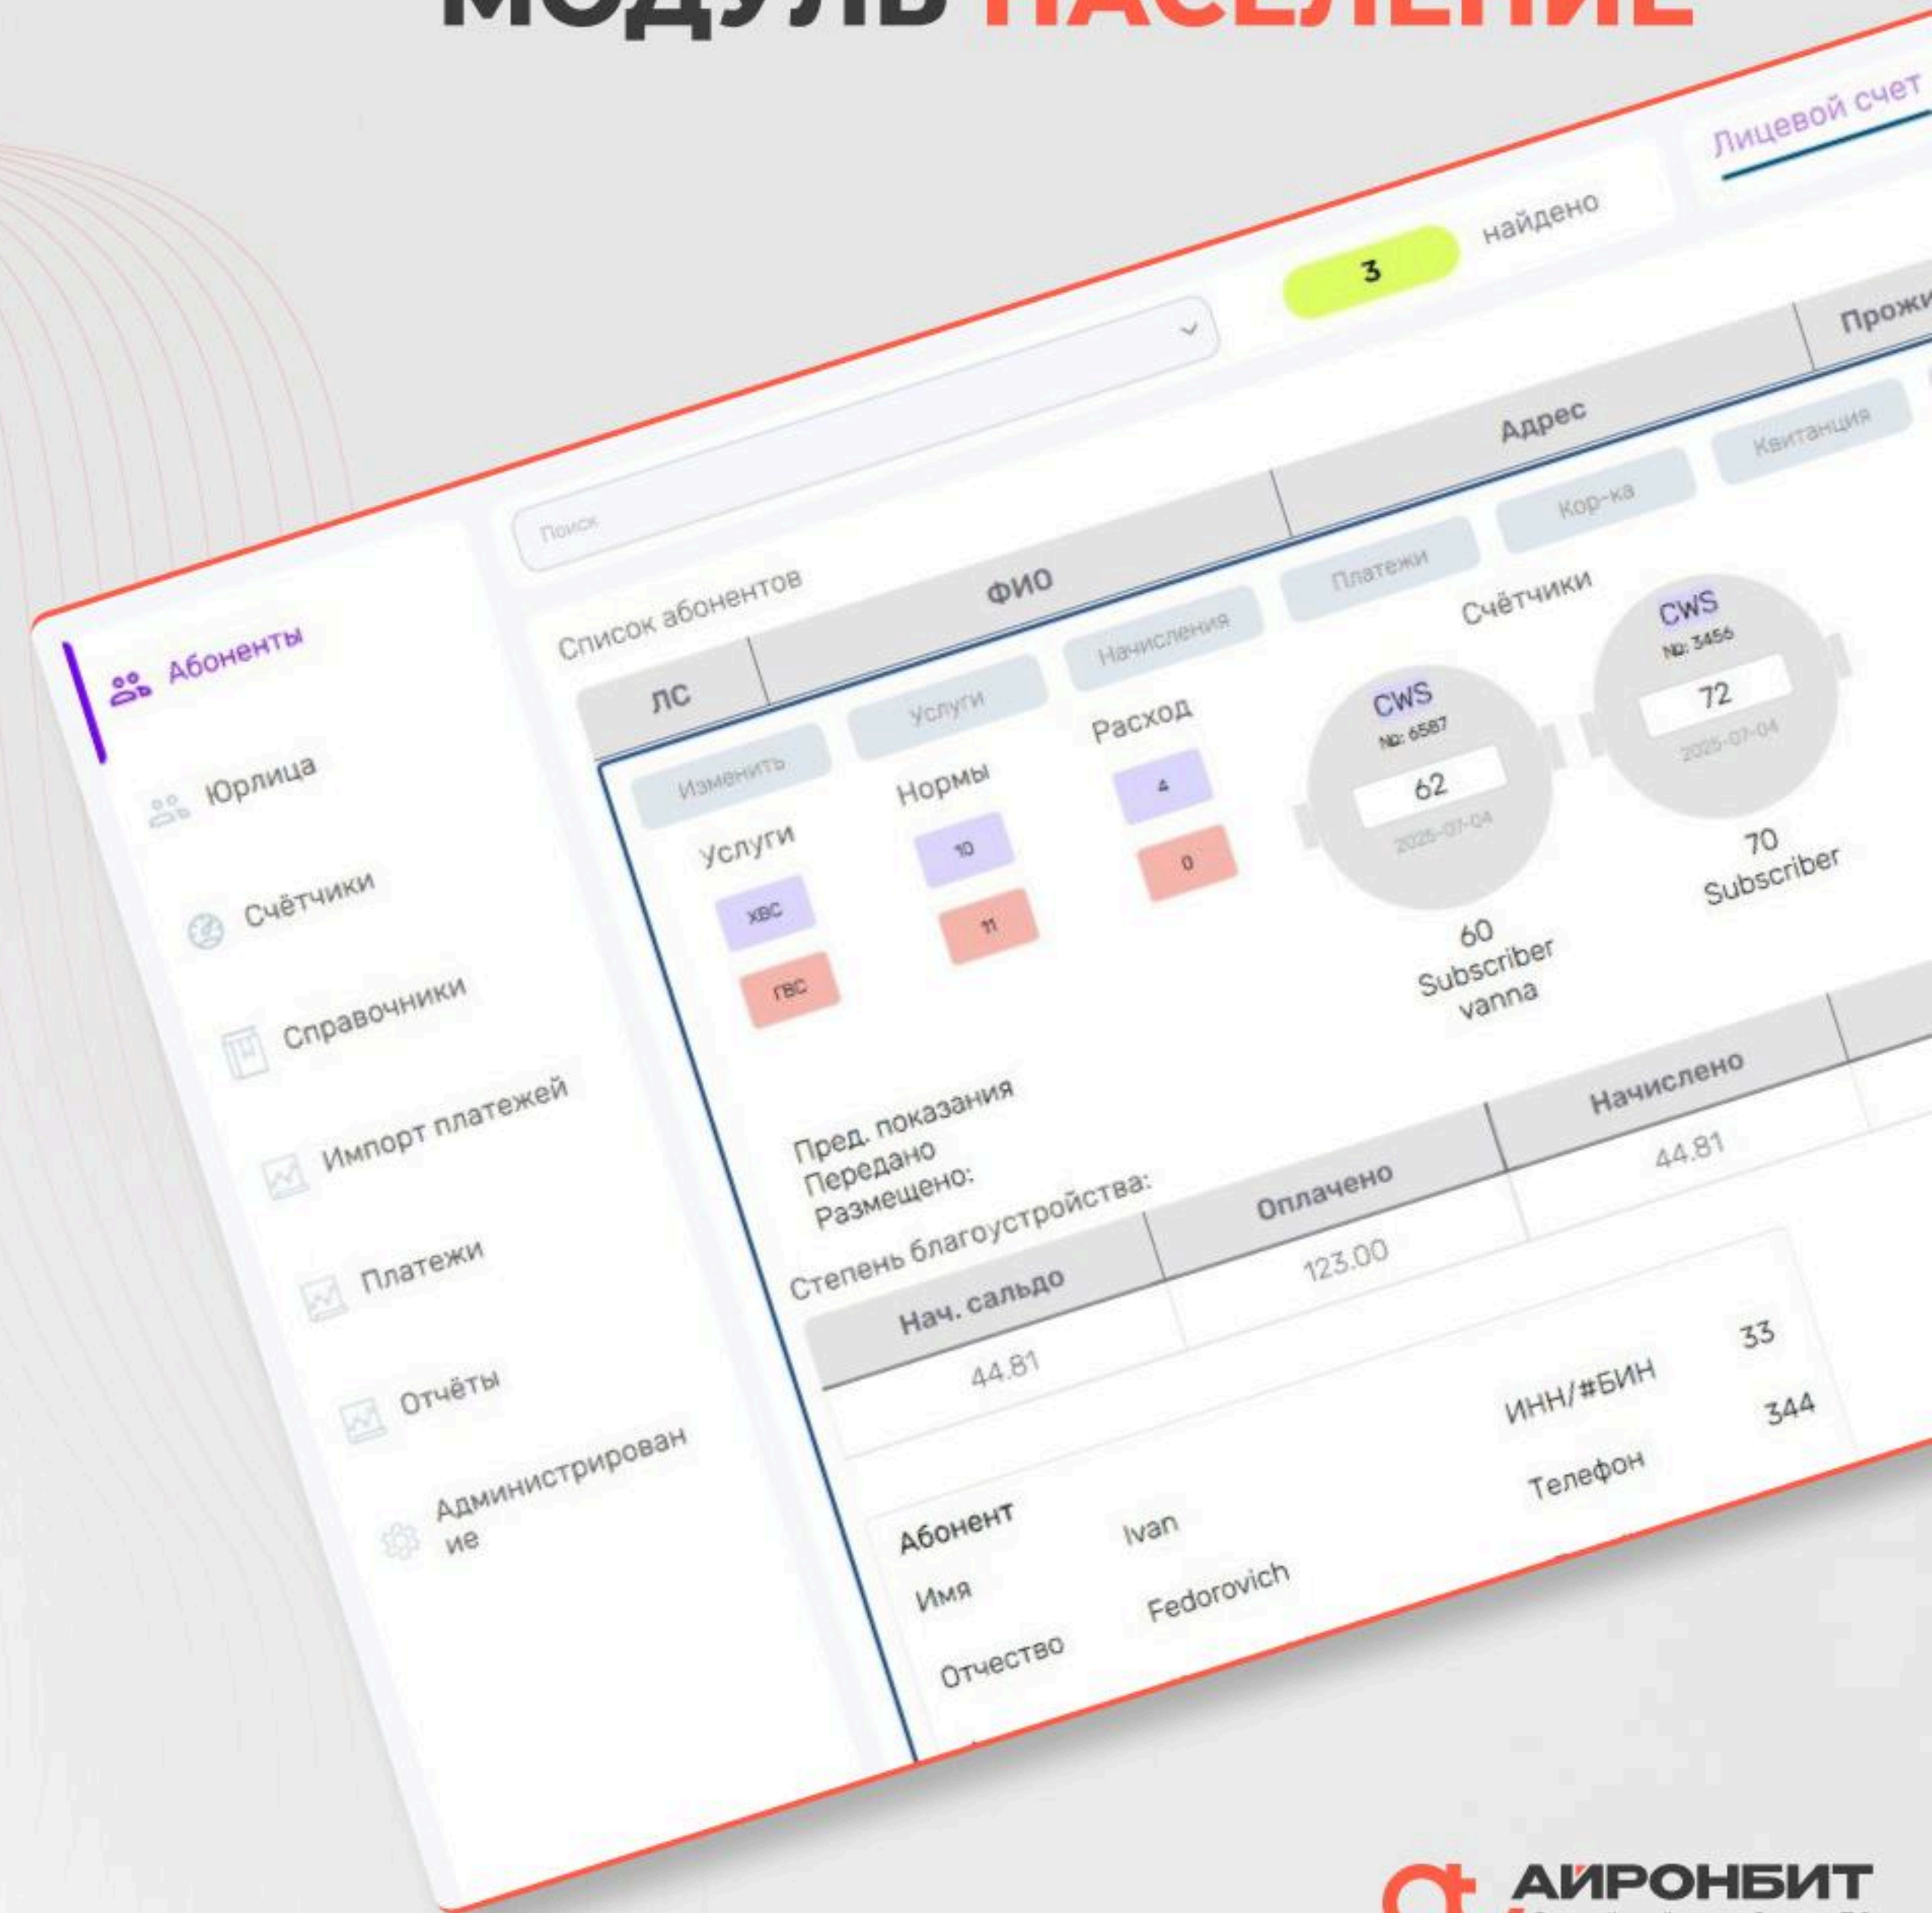 МОДУЛЬ НАСЕЛЕНИЕ
Лицевой счет
3 найдено
Поиск
Список абонентов
ЛС ФИО Адрес
Изменить Услуги Начисления Платежи Кор-ка Квитанция
Услуги Нормы Расход Счётчики
ХВС 10 4
ГВС 11 0
CWS
№: 6587
62
2025-07-04
60
Subscriber
vanna
CWS
№: 3456
72
2025-07-04
70
Subscriber
Пред. показания
Передано
Размещено:
Степень благоустройства:
Нач. сальдо Оплачено Начислено
44.81 123.00 44.81
Абонент
Имя Ivan
Отчество Fedorovich
ИНН/#БИН 33
Телефон 344
Абоненты
Юрлица
Счётчики
Справочники
Импорт платежей
Платежи
Отчёты
Администрирован
ие
АЙРОНБИТ